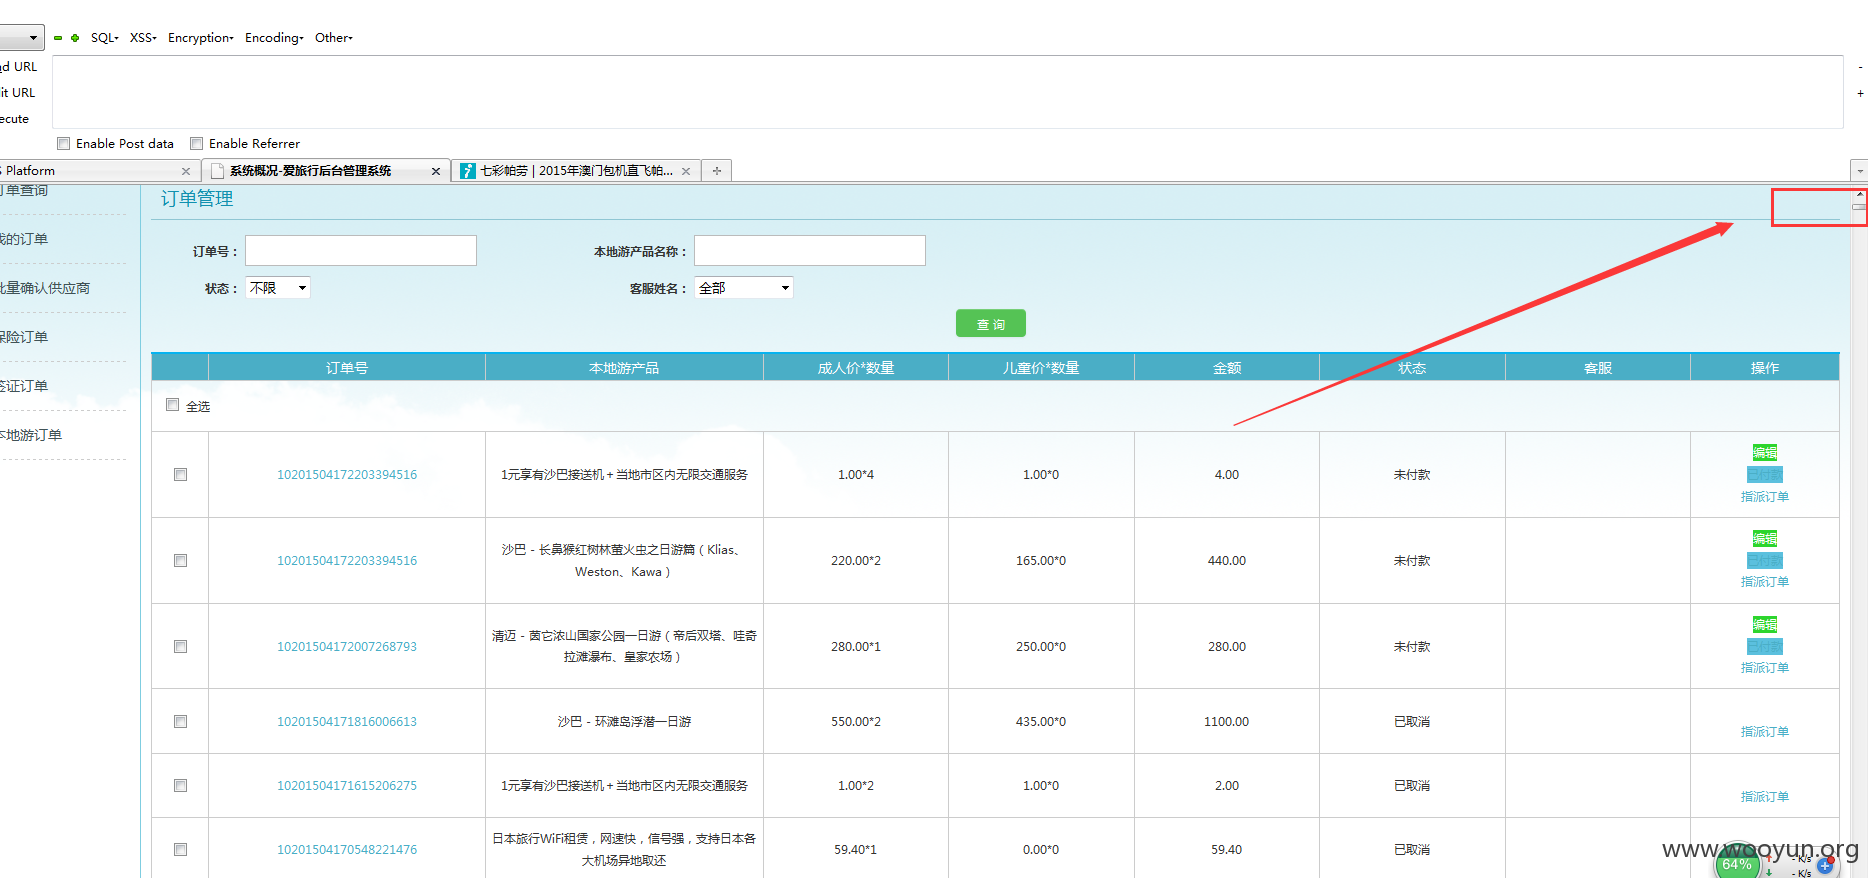 SQL▾ XSS▾ Encryption▾ Encoding▾ Other▾
d URL
it URL
ecute
-
+
Enable Post data Enable Referrer
S Platform × 系统概况-爱旅行后台管理系统 × 七彩帕劳 | 2015年澳门包机直飞帕... × +
订单查询
我的订单
批量确认供应商
保险订单
签证订单
本地游订单
订单管理
订单号： 本地游产品名称：
状态： 不限 客服姓名： 全部
查 询
订单号 本地游产品 成人价*数量 儿童价*数量 金额 状态 客服 操作
全选
10201504172203394516 1元享有沙巴接送机＋当地市区内无限交通服务 1.00*4 1.00*0 4.00 未付款 编辑
已付款
指派订单
10201504172203394516 沙巴 - 长鼻猴红树林萤火虫之日游篇（Klias、
Weston、Kawa ） 220.00*2 165.00*0 440.00 未付款 编辑
已付款
指派订单
10201504172007268793 清迈 - 茵它浓山国家公园一日游（帝后双塔、哇奇
拉滩瀑布、皇家农场） 280.00*1 250.00*0 280.00 未付款 编辑
已付款
指派订单
10201504171816006613 沙巴 - 环滩岛浮潜一日游 550.00*2 435.00*0 1100.00 已取消 指派订单
10201504171615206275 1元享有沙巴接送机＋当地市区内无限交通服务 1.00*2 1.00*0 2.00 已取消 指派订单
10201504170548221476 日本旅行WiFi租赁，网速快，信号强，支持日本各
大机场异地取还 59.40*1 0.00*0 59.40 已取消
www.wooyun.org
64% - K/s
- K/s